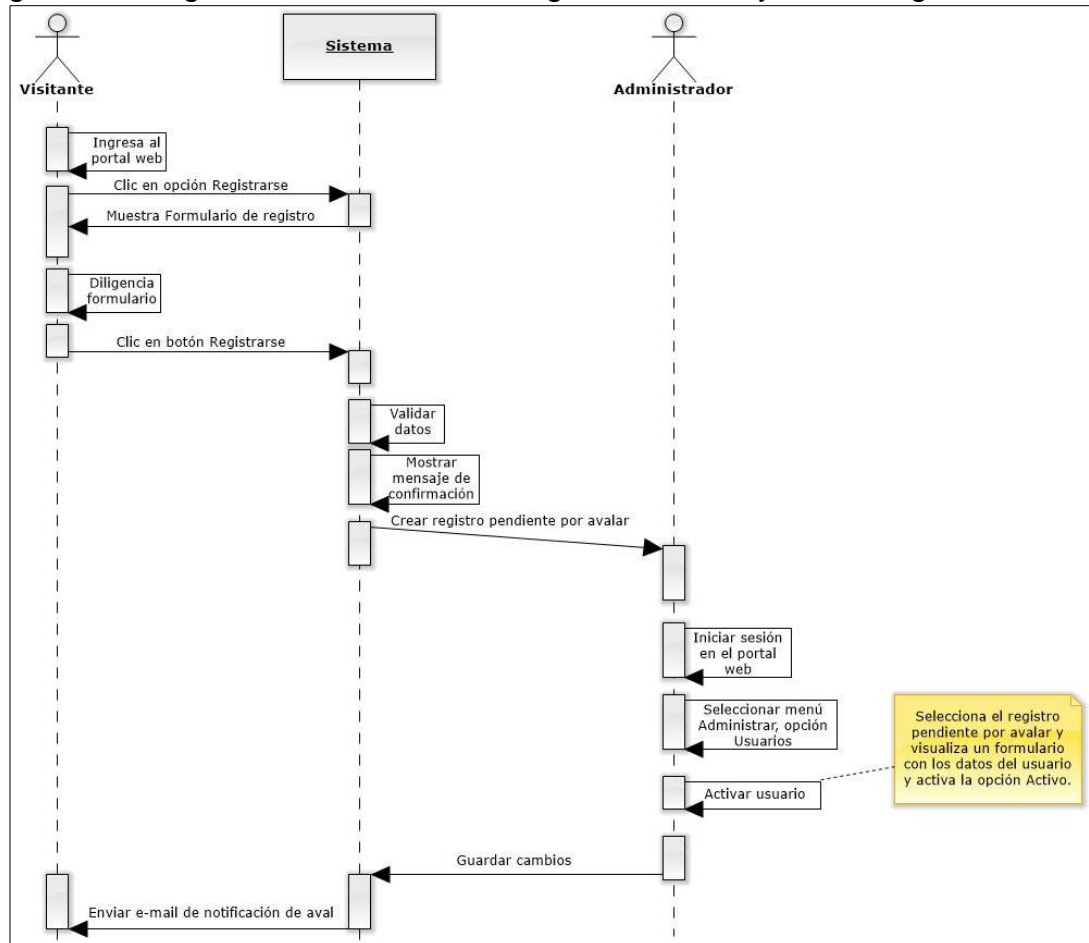 Sistema
Visitante
Administrador
Ingresa al
portal web
Clic en opción Registrarse
Muestra Formulario de registro
Diligencia
formulario
Clic en botón Registrarse
Validar
datos
Mostrar
mensaje de
confirmación
Crear registro pendiente por avalar
Iniciar sesión
en el portal
web
Seleccionar menú
Administrar, opción
Usuarios
Selecciona el registro
pendiente por avalar y
visualiza un formulario
con los datos del usuario
y activa la opción Activo.
Activar usuario
Guardar cambios
Enviar e-mail de notificación de aval